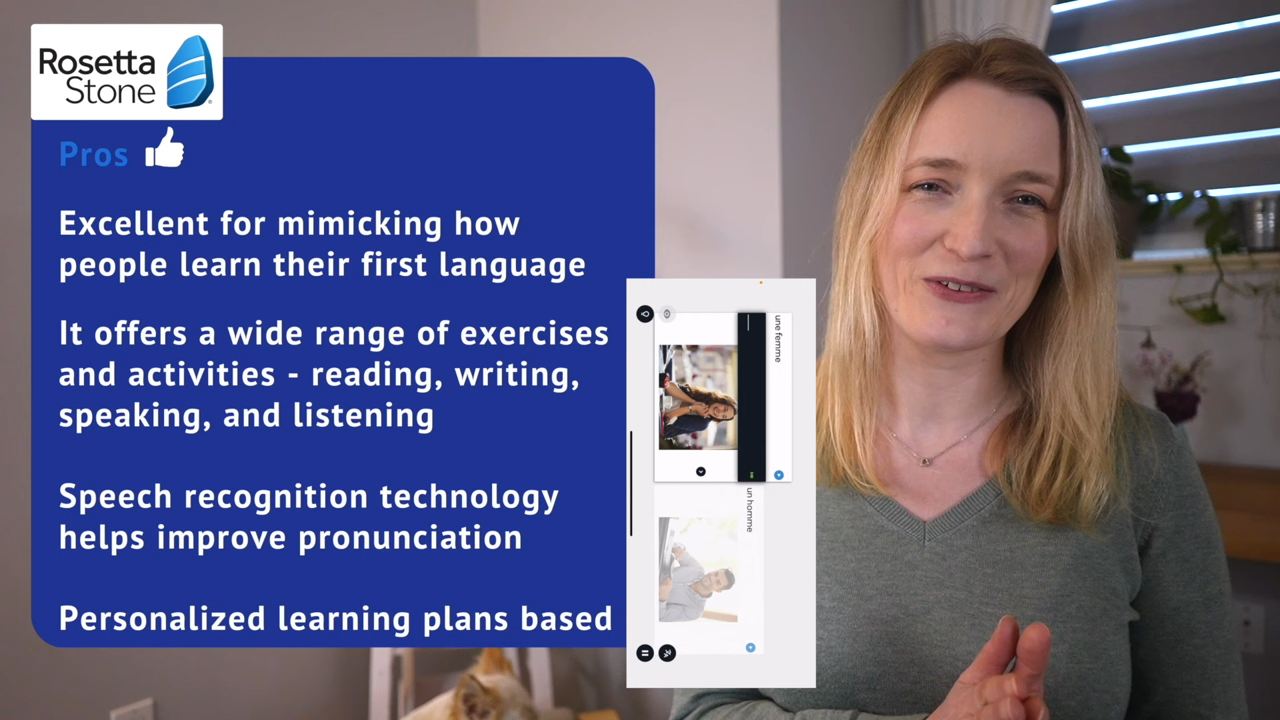 Rosetta
Stone
Pros
Excellent for mimicking how
people learn their first language
It offers a wide range of exercises
and activities - reading, writing,
speaking, and listening
Speech recognition technology
helps improve pronunciation
Personalized learning plans based
une femme
un homme